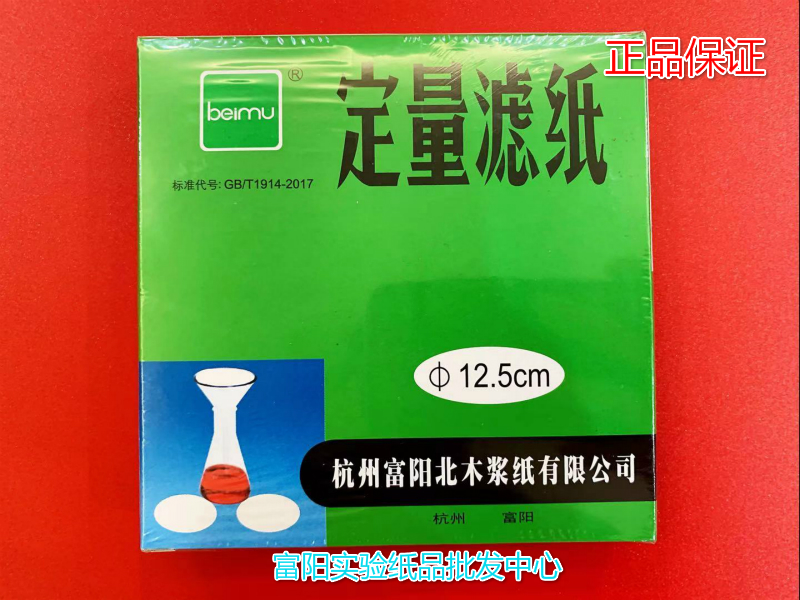 正品保证
beimu
®
定量滤纸
标准代号: GB/T1914-2017
ф 12.5cm
杭州富阳北木浆纸有限公司
杭州 富阳
富阳实验纸品批发中心